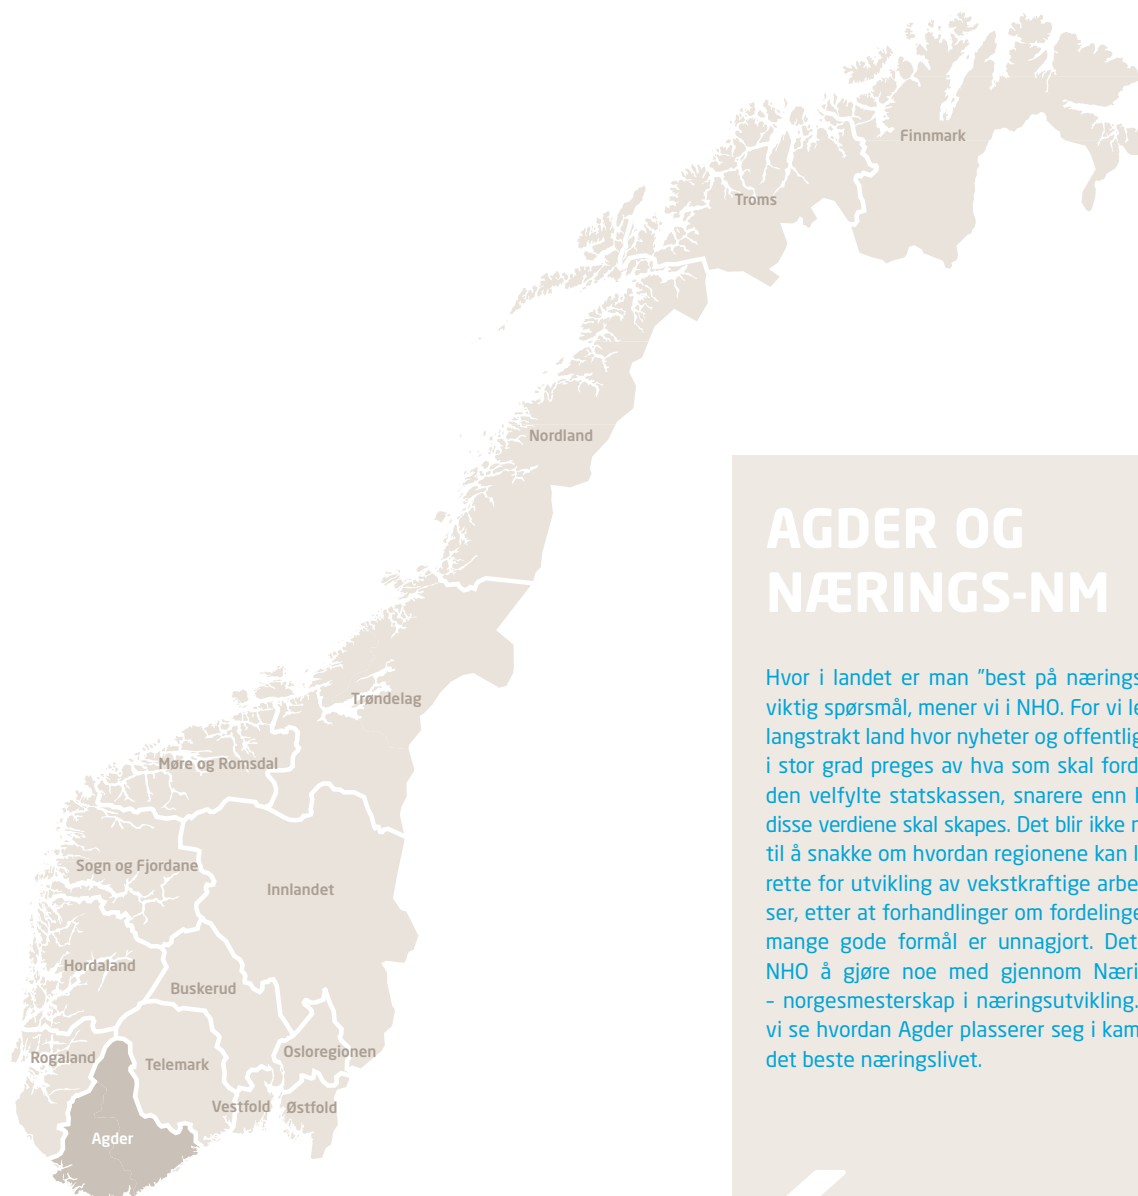 Finnmark
Troms
Nordland
Trøndelag
Møre og Romsdal
Sogn og Fjordane
Innlandet
Hordaland
Buskerud
Rogaland
Telemark
Osloregionen
Vestfold
Østfold
Agder
AGDER OG
NÆRINGS-NM
Hvor i landet er man ”best på nærings
viktig spørsmål, mener vi i NHO. For vi le
langstrakt land hvor nyheter og offentlig
i stor grad preges av hva som skal ford
den velfylte statskassen, snarere enn
disse verdiene skal skapes. Det blir ikke
til å snakke om hvordan regionene kan l
rette for utvikling av vekstkraftige arbe
ser, etter at forhandlinger om fordelinge
mange gode formål er unnagjort. Det
NHO å gjøre noe med gjennom Næri
– norgesmesterskap i næringsutvikling.
vi se hvordan Agder plasserer seg i kam
det beste næringslivet.